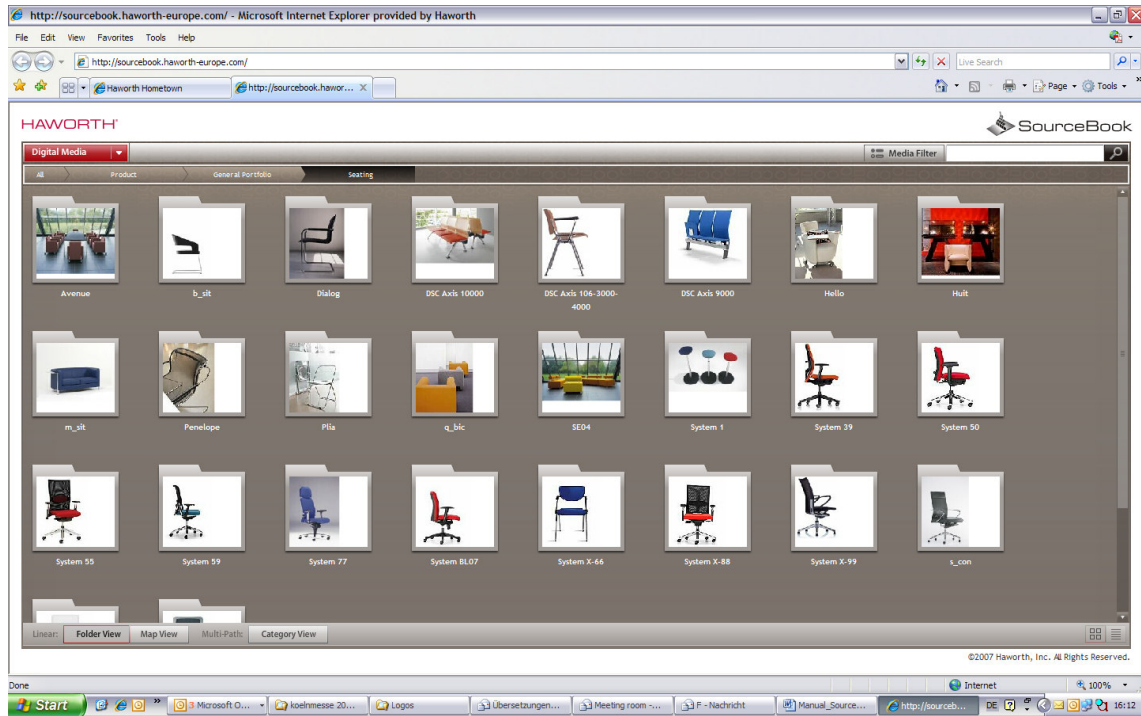 http://sourcebook.haworth-europe.com/ - Microsoft Internet Explorer provided by Haworth
File Edit View Favorites Tools Help
http://sourcebook.haworth-europe.com/
Live Search
Haworth Hometown
http://sourcebook.hawor...
Page
Tools
HAWORTH
SourceBook
Digital Media
Media Filter
All Product General Portfolio Seating
Avenue b_sit Dialog DSC Axis 10000 DSC Axis 106-3000-4000 DSC Axis 9000 Hello Huit
m_sit Penelope Plia q_bic SE04 System 1 System 39 System 50
System 55 System 59 System 77 System BL07 System X-66 System X-88 System X-99 s_con
Linear: Folder View Map View Multi-Path: Category View
©2007 Haworth, Inc. All Rights Reserved.
Done Internet 100%
Start 3 Microsoft O... koelnmesse 20... Logos Übersetzungen... Meeting room -... F - Nachricht Manual_Source... http://sourceb... DE 16:12